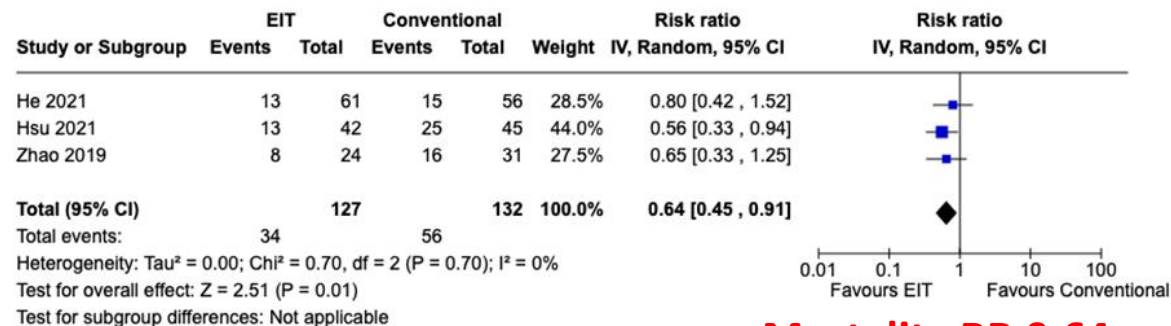 EIT Conventional Risk ratio Risk ratio
Study or Subgroup Events Total Events Total Weight IV, Random, 95% CI IV, Random, 95% CI
He 2021 13 61 15 56 28.5% 0.80 [0.42 , 1.52]
Hsu 2021 13 42 25 45 44.0% 0.56 [0.33 , 0.94]
Zhao 2019 8 24 16 31 27.5% 0.65 [0.33 , 1.25]
Total (95% CI) 127 132 100.0% 0.64 [0.45 , 0.91]
Total events: 34 56
Heterogeneity: Tau² = 0.00; Chi² = 0.70, df = 2 (P = 0.70); I² = 0%
0.01 0.1 1 10 100
Test for overall effect: Z = 2.51 (P = 0.01)
Favours EIT Favours Conventional
Test for subgroup differences: Not applicable